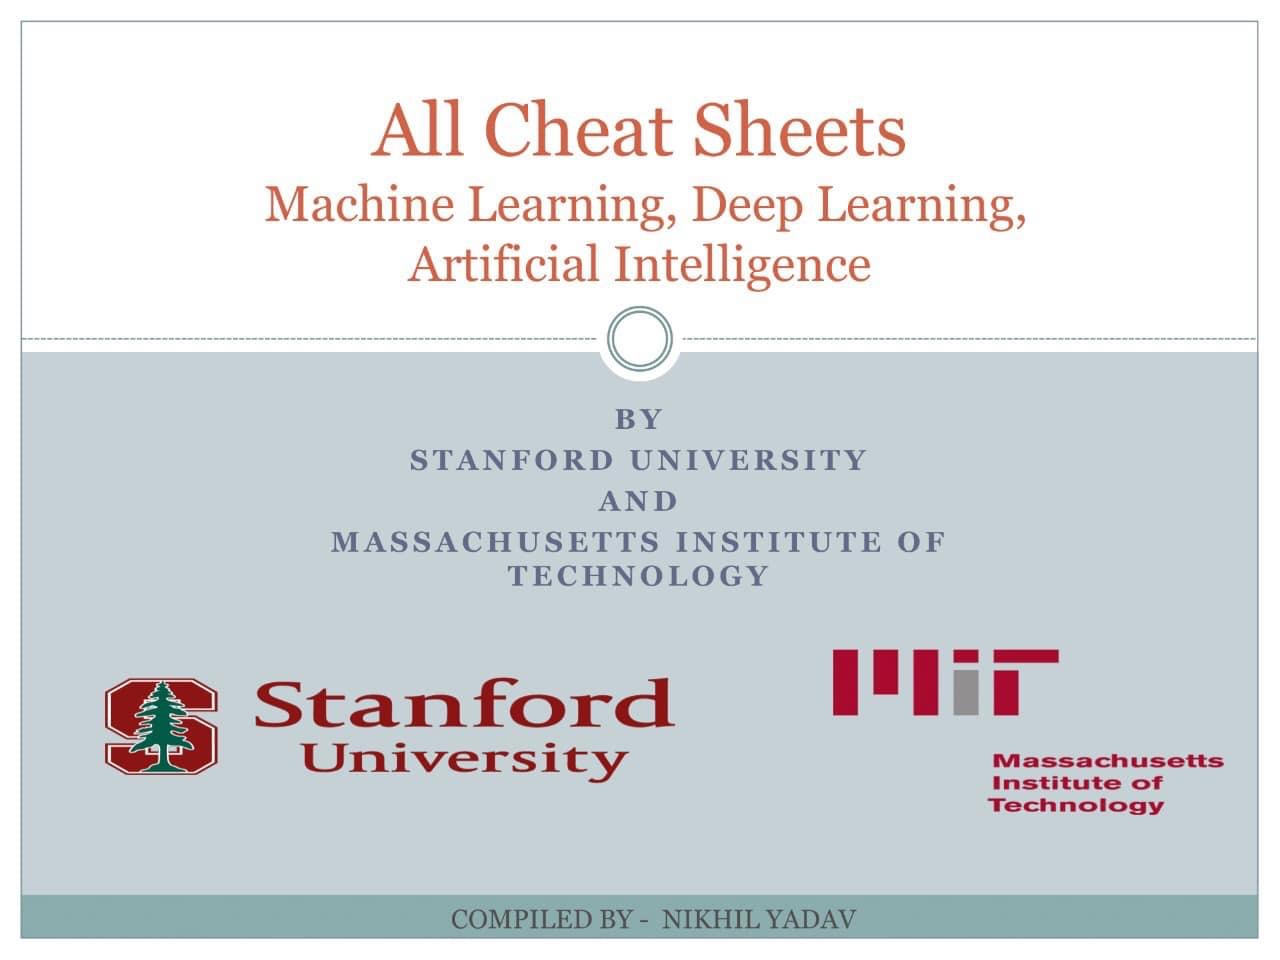 All Cheat Sheets
Machine Learning, Deep Learning,
Artificial Intelligence
BY
STANFORD UNIVERSITY
AND
MASSACHUSETTS INSTITUTE OF
TECHNOLOGY
Stanford
University
MIT
Massachusetts
Institute of
Technology
COMPILED BY - NIKHIL YADAV